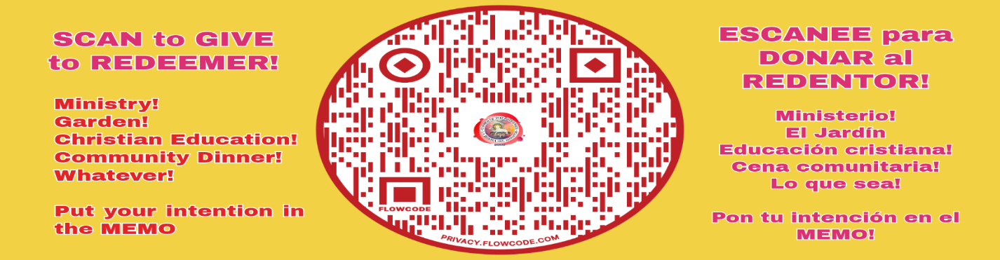 SCAN to GIVE
to REDEEMER!
Ministry!
Garden!
Christian Education!
Community Dinner!
Whatever!
Put your intention in
the MEMO
FLOWCODE
PRIVACY.FLOWCODE.COM
ESCANEE para
DONAR al
REDENTOR!
Ministerio!
El Jardín
Educación cristiana!
Cena comunitaria!
Lo que sea!
Pon tu intención en el
MEMO!